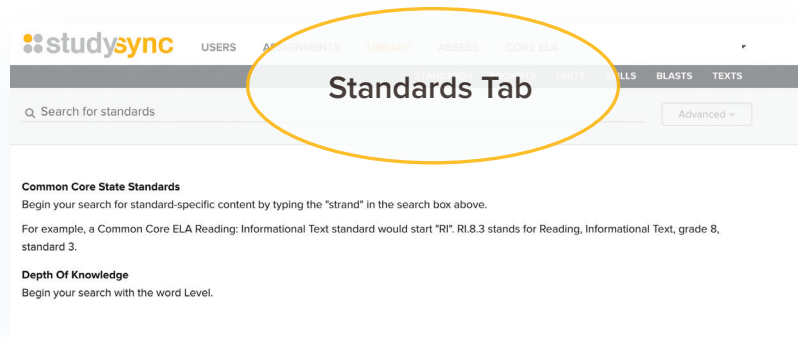 studysync USERS ASSIGNMENTS LIBRARY ASSESS CORE ELA
STANDARDS PROMPTS UNITS SKILLS BLASTS TEXTS
Standards Tab
Search for standards
Advanced
Common Core State Standards
Begin your search for standard-specific content by typing the "strand" in the search box above.
For example, a Common Core ELA Reading: Informational Text standard would start "RI". RI.8.3 stands for Reading, Informational Text, grade 8,
standard 3.
Depth Of Knowledge
Begin your search with the word Level.